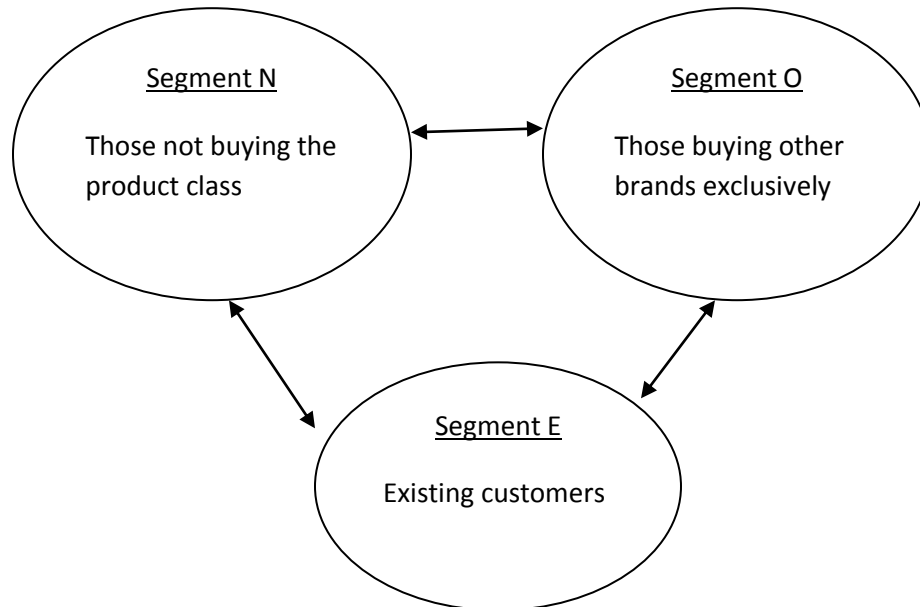 Segment N
Those not buying the
product class
Segment O
Those buying other
brands exclusively
Segment E
Existing customers